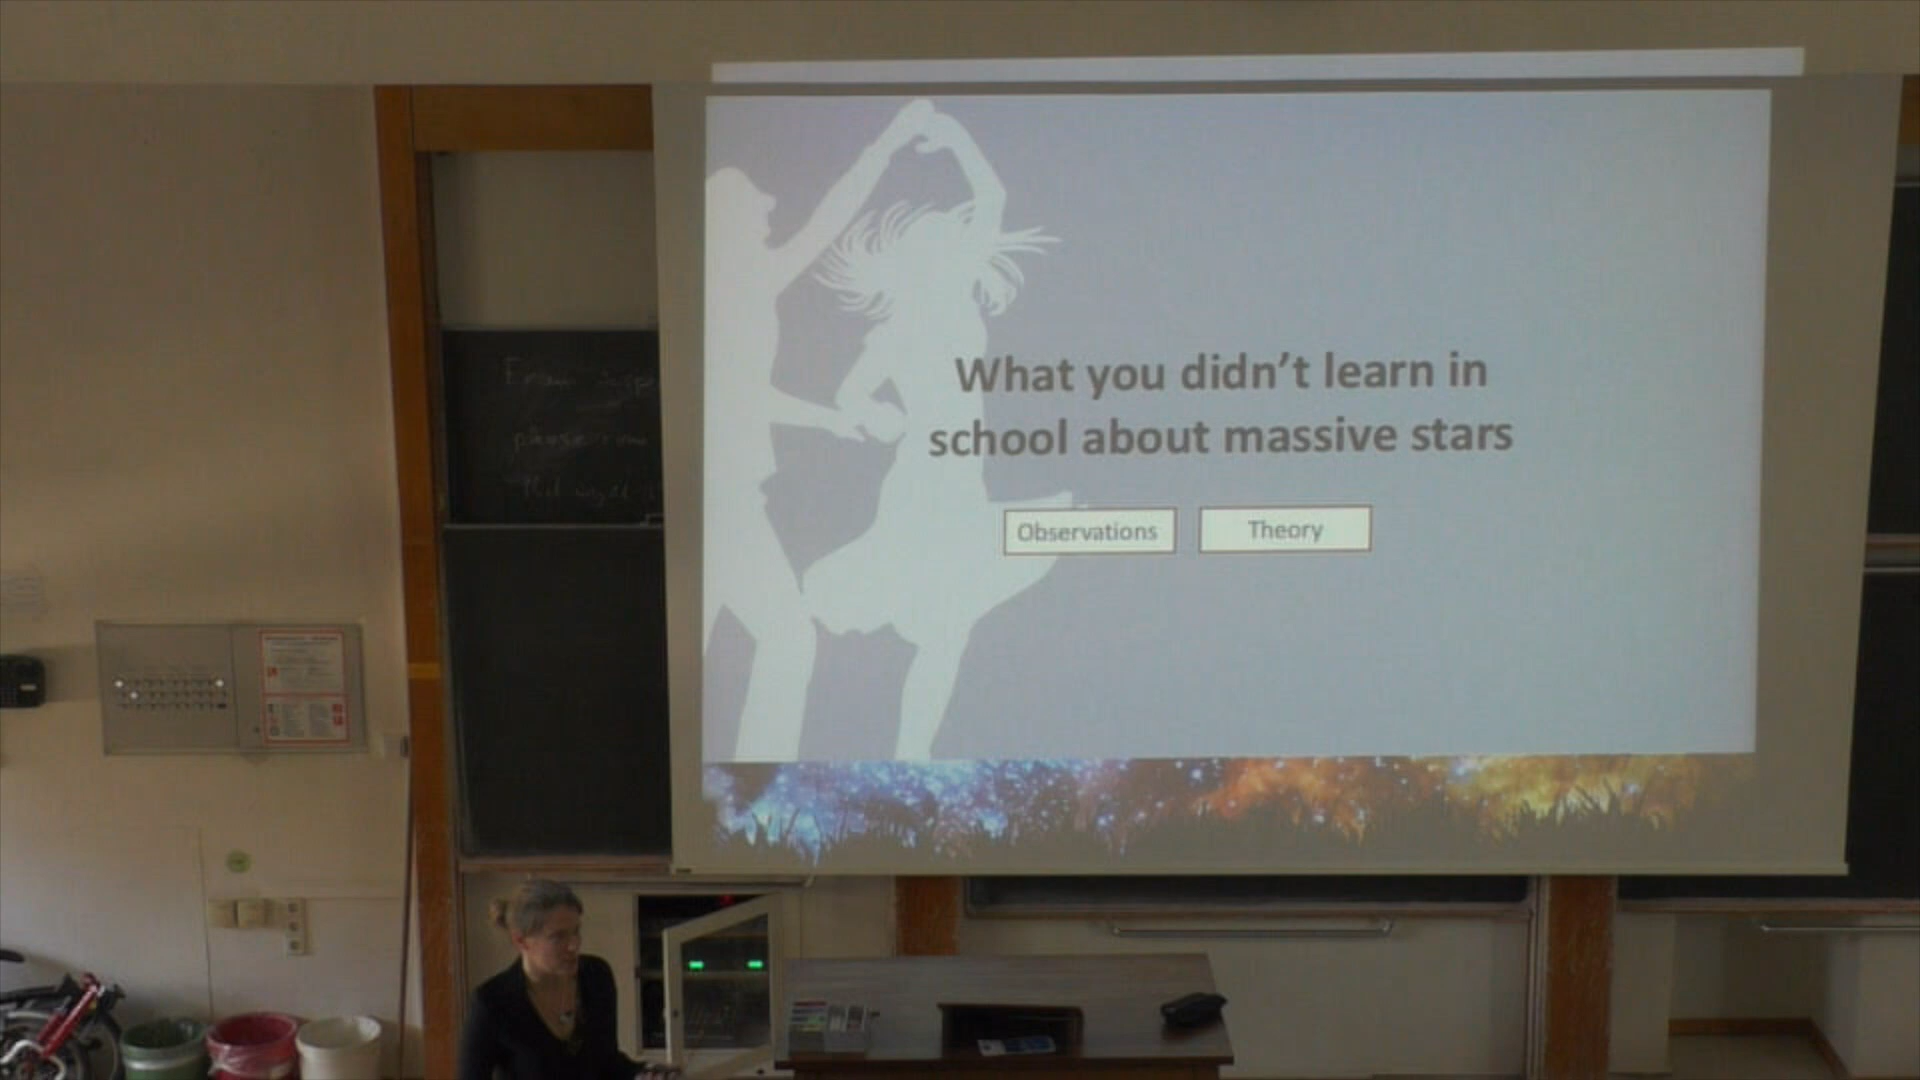 What you didn't learn in
school about massive stars
Observations
Theory